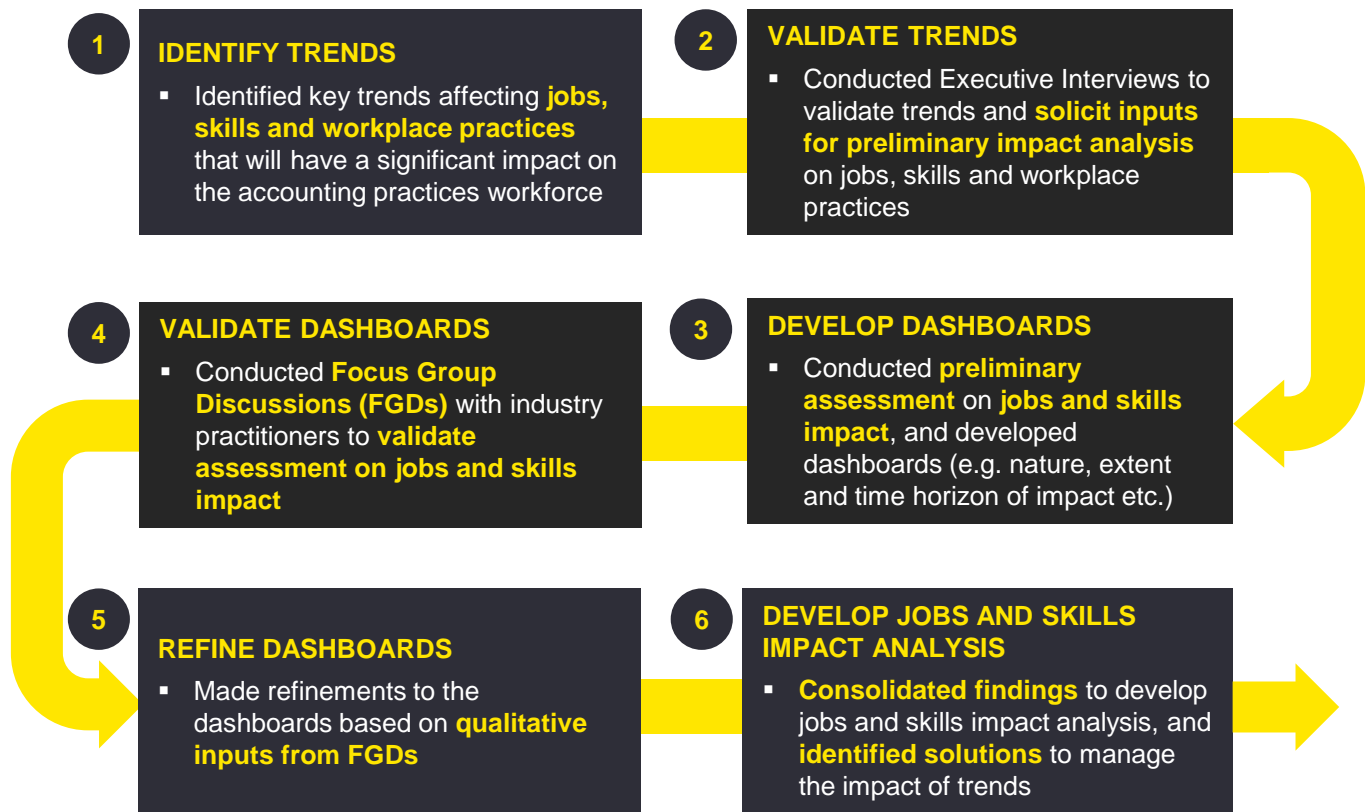 1
IDENTIFY TRENDS
▪ Identified key trends affecting jobs,
skills and workplace practices
that will have a significant impact on
the accounting practices workforce
2
VALIDATE TRENDS
▪ Conducted Executive Interviews to
validate trends and solicit inputs
for preliminary impact analysis
on jobs, skills and workplace
practices
3
DEVELOP DASHBOARDS
▪ Conducted preliminary
assessment on jobs and skills
impact, and developed
dashboards (e.g. nature, extent
and time horizon of impact etc.)
4
VALIDATE DASHBOARDS
▪ Conducted Focus Group
Discussions (FGDs) with industry
practitioners to validate
assessment on jobs and skills
impact
5
REFINE DASHBOARDS
▪ Made refinements to the
dashboards based on qualitative
inputs from FGDs
6
DEVELOP JOBS AND SKILLS
IMPACT ANALYSIS
▪ Consolidated findings to develop
jobs and skills impact analysis, and
identified solutions to manage
the impact of trends